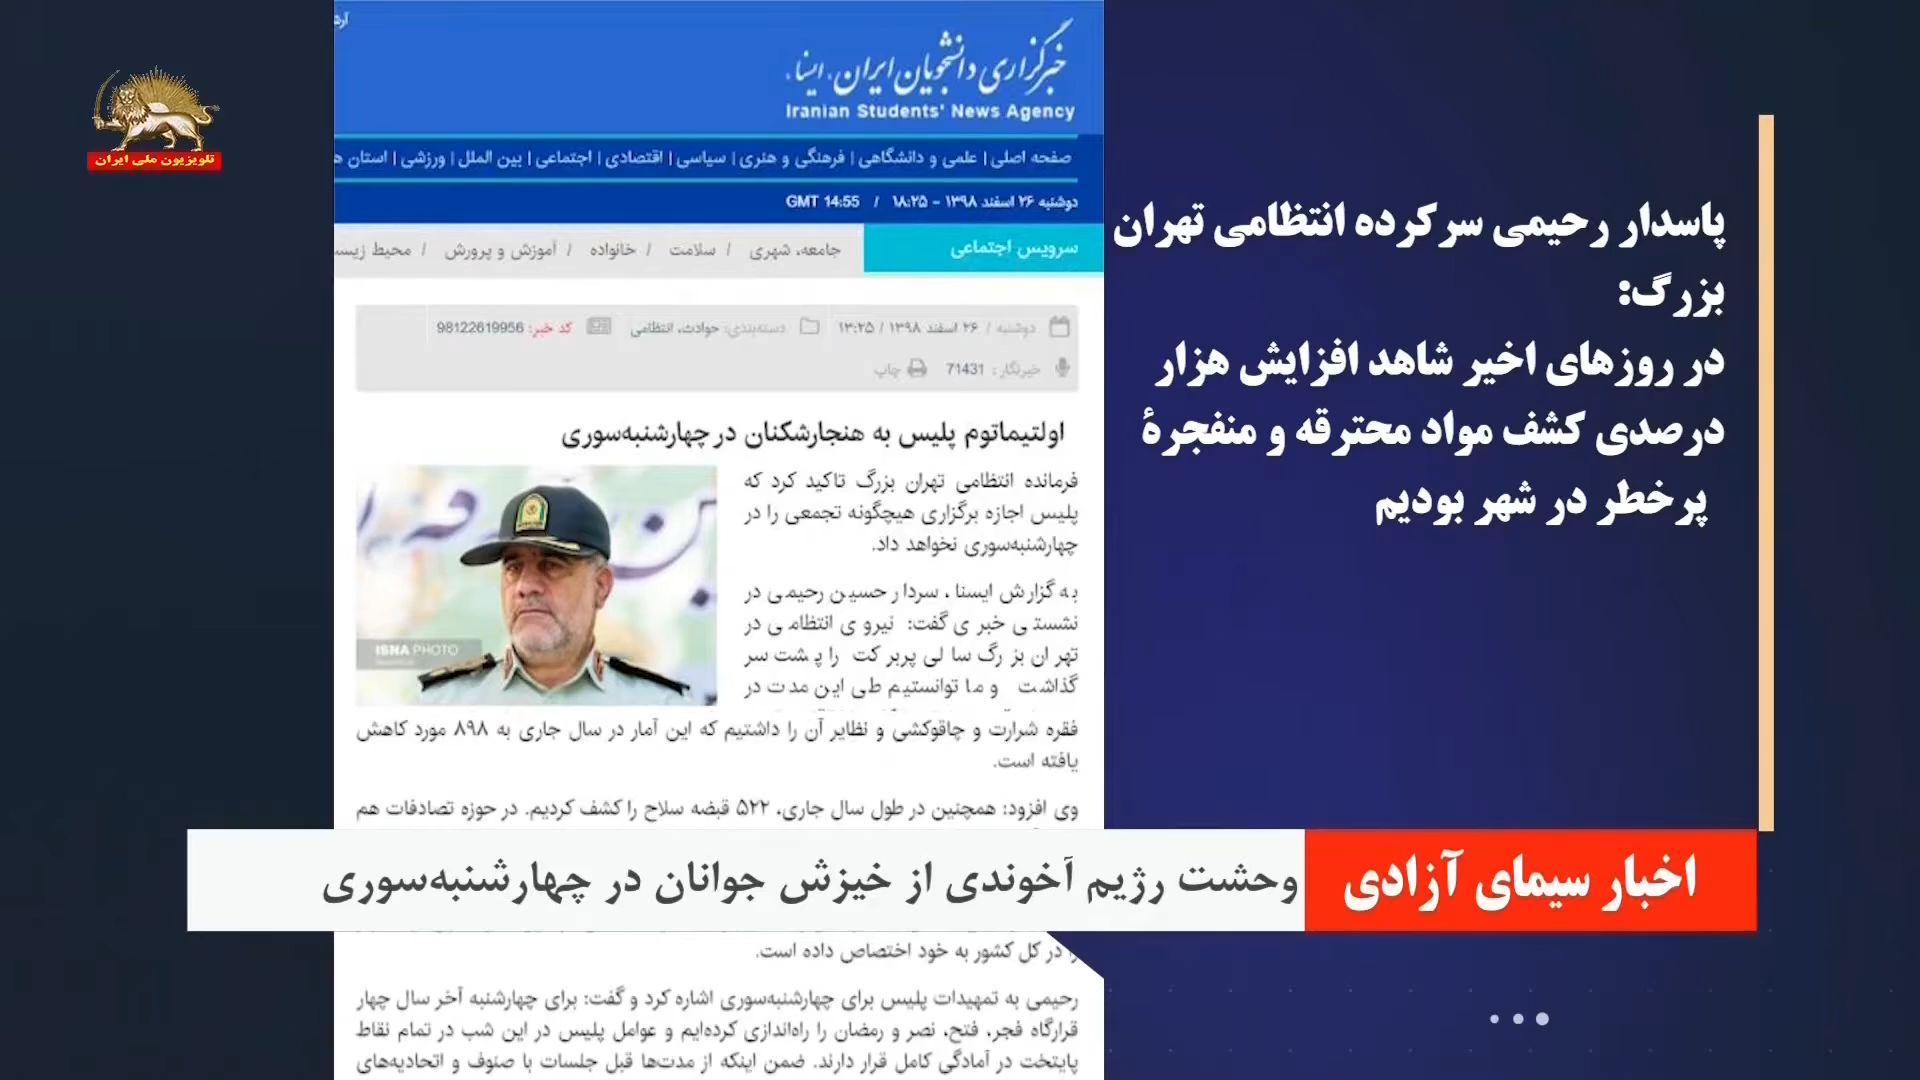 تلویزیون ملی ایران
خبرگزاری دانشجویان ایران، ایسنا،
Iranian Students' News Agency
صفحه اصلی | علمی و دانشگاهی | فرهنگی و هنری | سیاسی | اقتصادی | اجتماعی | بین الملل | ورزشی | استان
دوشنبه ۲۶ اسفند ۱۳۹۸ - ۱۸:۲۵ / GMT 14:55
سرویس اجتماعی
جامعه، شهری / سلامت / خانواده / آموزش و پرورش / محیط زیست
دوشنبه / ۲۶ اسفند ۱۳۹۸ / ۱۳:۲۵ دسته‌بندی: حوادث، انتظامی کد خبر: 98122619956
خبرنگار : 71431 چاپ
اولتیماتوم پلیس به هنجارشکنان در چهارشنبه‌سوری
فرمانده انتظامی تهران بزرگ تاکید کرد که
پلیس اجازه برگزاری هیچگونه تجمعی را در
چهارشنبه‌سوری نخواهد داد.
به گزارش ایسنا، سردار حسین رحیمی در
نشستی خبری گفت: نیروی انتظامی در
تهران بزرگ سالی پربرکت را پشت سر
گذاشت و ما توانستیم طی این مدت در
ISNA PHOTO
فقره شرارت و چاقوکشی و نظایر آن را داشتیم که این آمار در سال جاری به ۸۹۸ مورد کاهش
یافته است.
وی افزود: همچنین در طول سال جاری، ۵۲۲ قبضه سلاح را کشف کردیم. در حوزه تصادفات هم
را در کل کشور به خود اختصاص داده است.
رحیمی به تمهیدات پلیس برای چهارشنبه‌سوری اشاره کرد و گفت: برای چهارشنبه آخر سال چهار
قرارگاه فجر، فتح، نصر و رمضان را راه‌اندازی کرده‌ایم و عوامل پلیس در این شب در تمام نقاط
پایتخت در آمادگی کامل قرار دارند. ضمن اینکه از مدت‌ها قبل جلسات با صنوف و اتحادیه‌های
پاسدار رحیمی سرکرده انتظامی تهران
بزرگ:
در روزهای اخیر شاهد افزایش هزار
درصدی کشف مواد محترقه و منفجرهٔ
پرخطر در شهر بودیم
اخبار سیمای آزادی
وحشت رژیم آخوندی از خیزش جوانان در چهارشنبه‌سوری